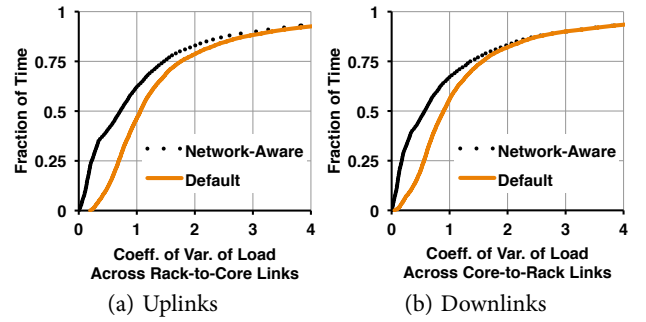 1
0.75
0.5
0.25
0
Fraction of Time
Network-Aware
Default
0 1 2 3 4
Coeff. of Var. of Load
Across Rack-to-Core Links
(a) Uplinks
1
0.75
0.5
0.25
0
Fraction of Time
Network-Aware
Default
0 1 2 3 4
Coeff. of Var. of Load
Across Core-to-Rack Links
(b) Downlinks